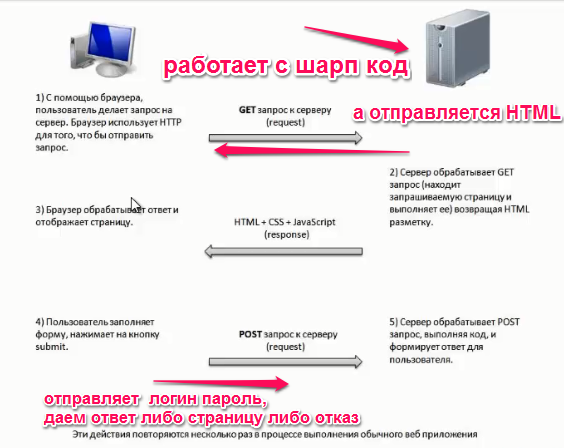 работает с шарп код
а отправляется HTML
1) С помощью браузера,
пользователь делает запрос на
сервер. Браузер использует HTTP
для того, что бы отправить
запрос.
GET запрос к серверу
(request)
2) Сервер обрабатывает GET
запрос (находит
запрашиваемую страницу и
выполняет ее) возвращая HTML
разметку.
3) Браузер обрабатывает ответ и
отображает страницу.
HTML + CSS + JavaScript
(response)
4) Пользователь заполняет
форму, нажимает на кнопку
submit.
POST запрос к серверу
(request)
5) Сервер обрабатывает POST
запрос, выполняя код, и
формирует ответ для
пользователя.
отправляет логин пароль,
даем ответ либо страницу либо отказ
Эти действия повторяются несколько раз в процессе выполнения обычного веб приложения